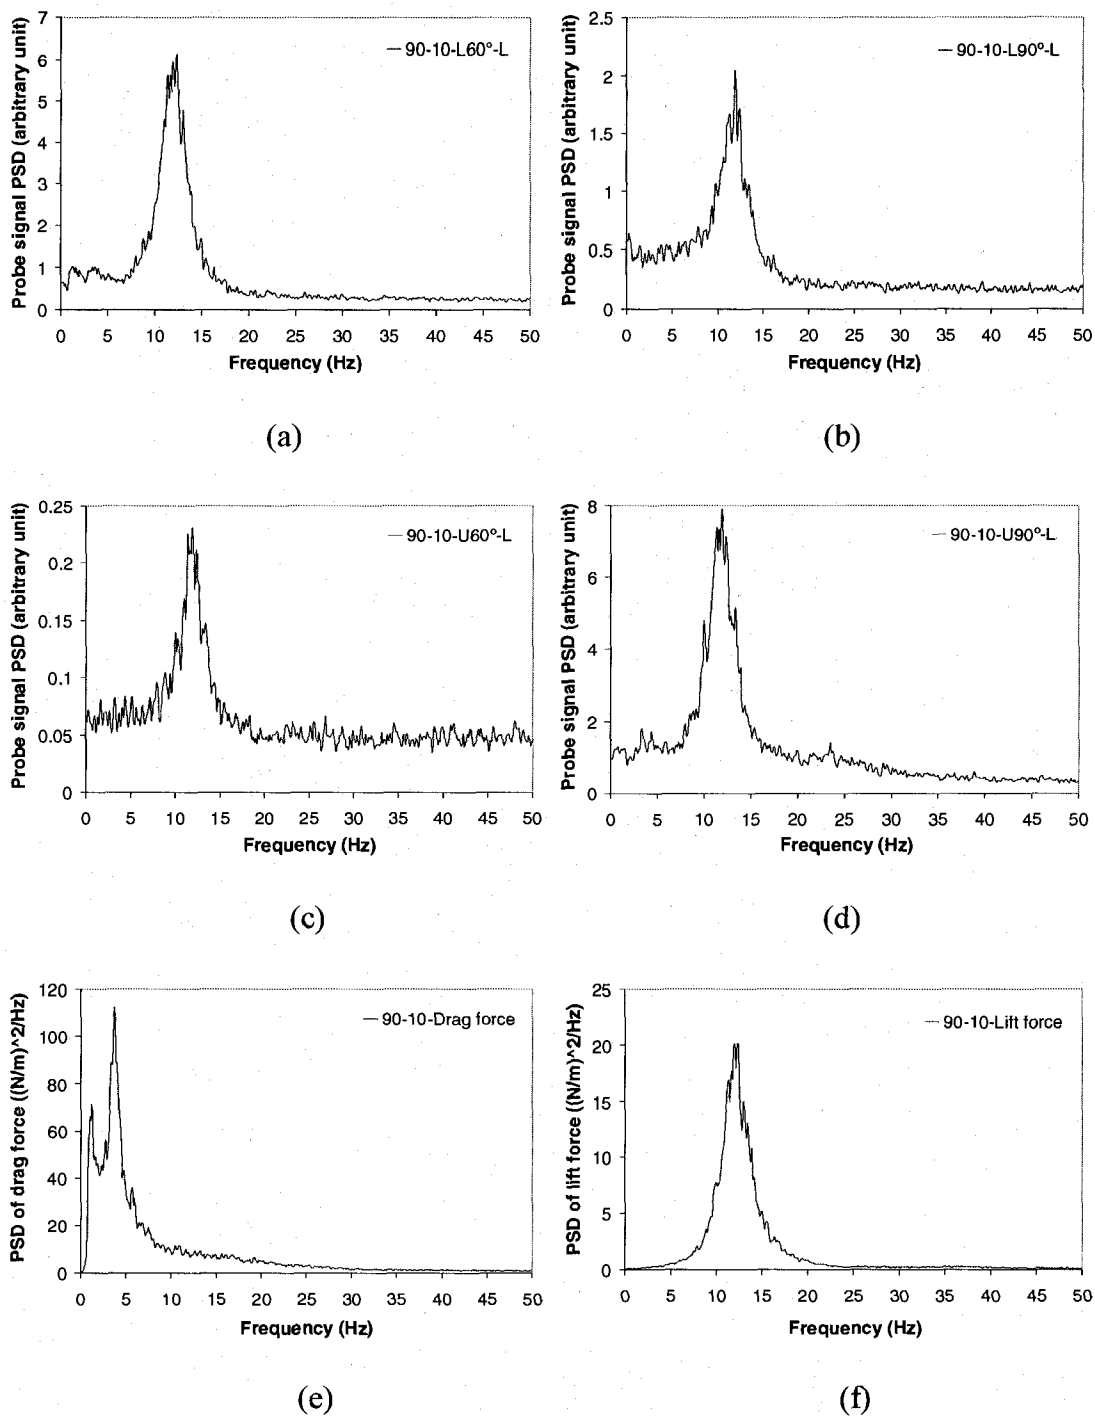 7
6
5
4
3
2
1
0
Probe signal PSD (arbitrary unit)
90-10-L60°-L
0 5 10 15 20 25 30 35 40 45 50
Frequency (Hz)
(a)
2.5
2
1.5
1
0.5
0
Probe signal PSD (arbitrary unit)
90-10-L90°-L
0 5 10 15 20 25 30 35 40 45 50
Frequency (Hz)
(b)
0.25
0.2
0.15
0.1
0.05
0
Probe signal PSD (arbitrary unit)
90-10-U60°-L
0 5 10 15 20 25 30 35 40 45 50
Frequency (Hz)
(c)
8
6
4
2
0
Probe signal PSD (arbitrary unit)
90-10-U90°-L
0 5 10 15 20 25 30 35 40 45 50
Frequency (Hz)
(d)
120
100
80
60
40
20
0
PSD of drag force ((N/m)^2/Hz)
90-10-Drag force
0 5 10 15 20 25 30 35 40 45 50
Frequency (Hz)
(e)
25
20
15
10
5
0
PSD of lift force ((N/m)^2/Hz)
90-10-Lift force
0 5 10 15 20 25 30 35 40 45 50
Frequency (Hz)
(f)